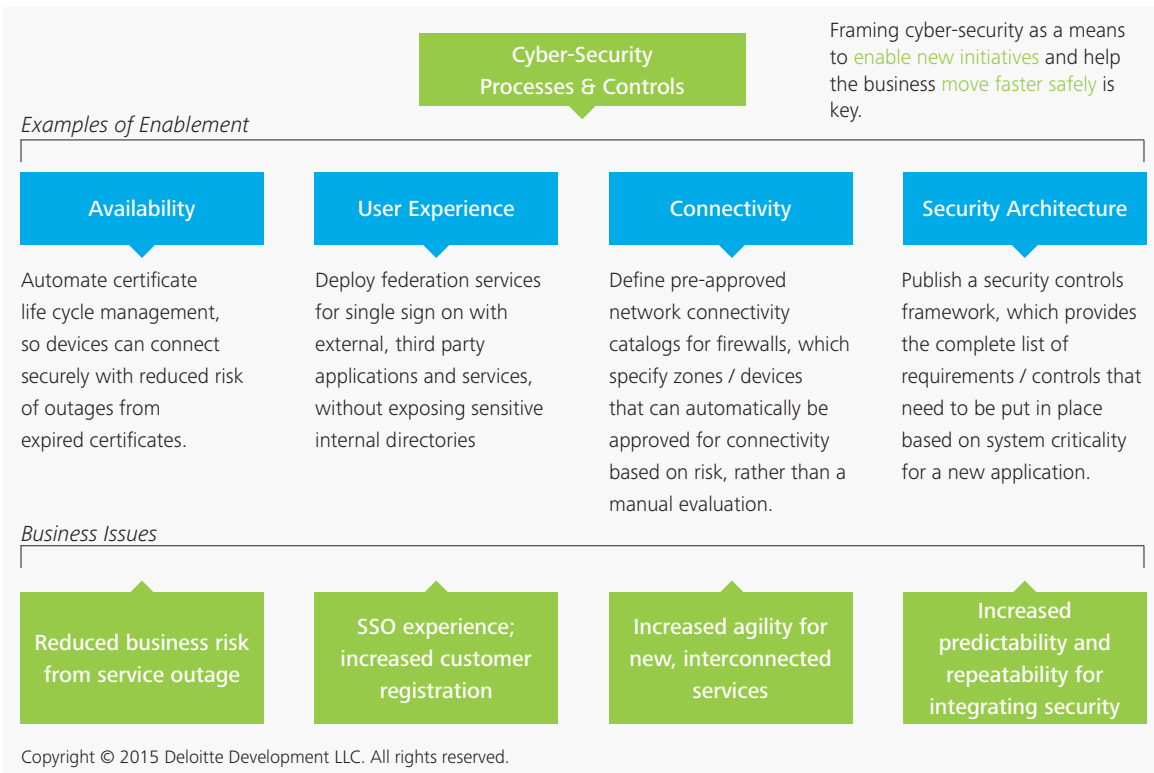 Cyber-Security
Processes & Controls
Framing cyber-security as a means
to enable new initiatives and help
the business move faster safely is
key.
Examples of Enablement
Availability
Automate certificate
life cycle management,
so devices can connect
securely with reduced risk
of outages from
expired certificates.
User Experience
Deploy federation services
for single sign on with
external, third party
applications and services,
without exposing sensitive
internal directories
Connectivity
Define pre-approved
network connectivity
catalogs for firewalls, which
specify zones / devices
that can automatically be
approved for connectivity
based on risk, rather than a
manual evaluation.
Security Architecture
Publish a security controls
framework, which provides
the complete list of
requirements / controls that
need to be put in place
based on system criticality
for a new application.
Business Issues
Reduced business risk
from service outage
SSO experience;
increased customer
registration
Increased agility for
new, interconnected
services
Increased
predictability and
repeatability for
integrating security
Copyright © 2015 Deloitte Development LLC. All rights reserved.